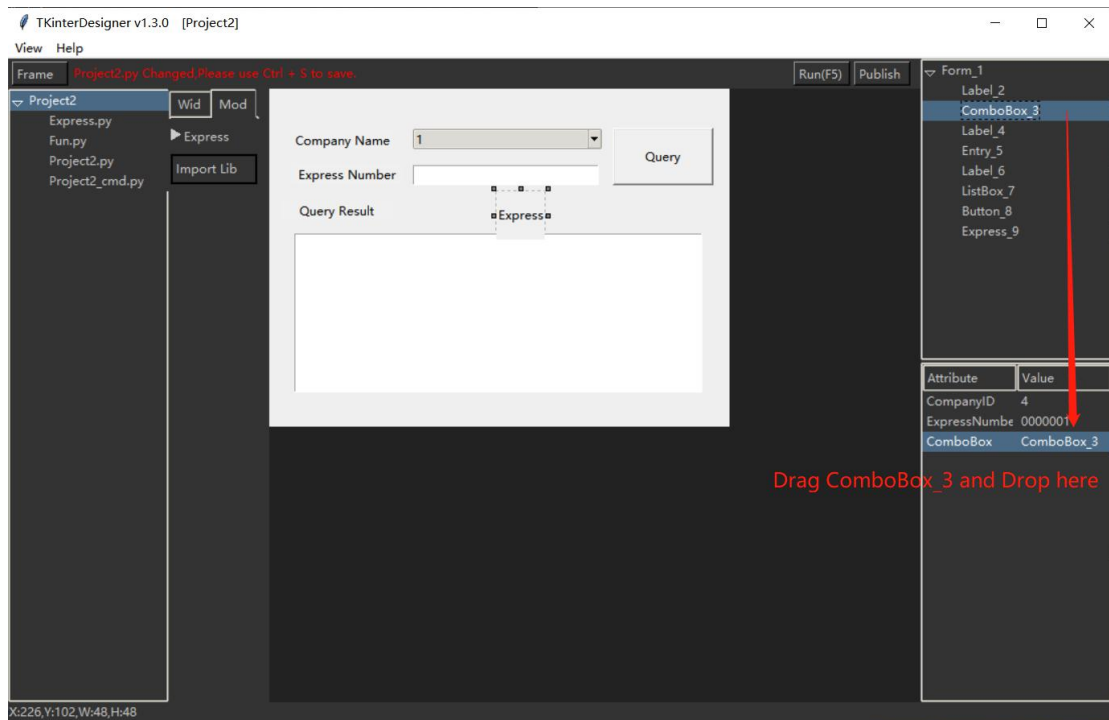 TKinterDesigner v1.3.0 [Project2]
View Help
Frame Project2.py Changed,Please use Ctrl + S to save. Run(F5) Publish
Project2
Express.py
Fun.py
Project2.py
Project2_cmd.py
Wid Mod
Express
Import Lib
Company Name 1
Query
Express Number
Query Result
Express
Form_1
Label_2
ComboBox_3
Label_4
Entry_5
Label_6
ListBox_7
Button_8
Express_9
Attribute Value
CompanyID 4
ExpressNumbe 0000001
ComboBox ComboBox_3
Drag ComboBox_3 and Drop here
X:226,Y:102,W:48,H:48